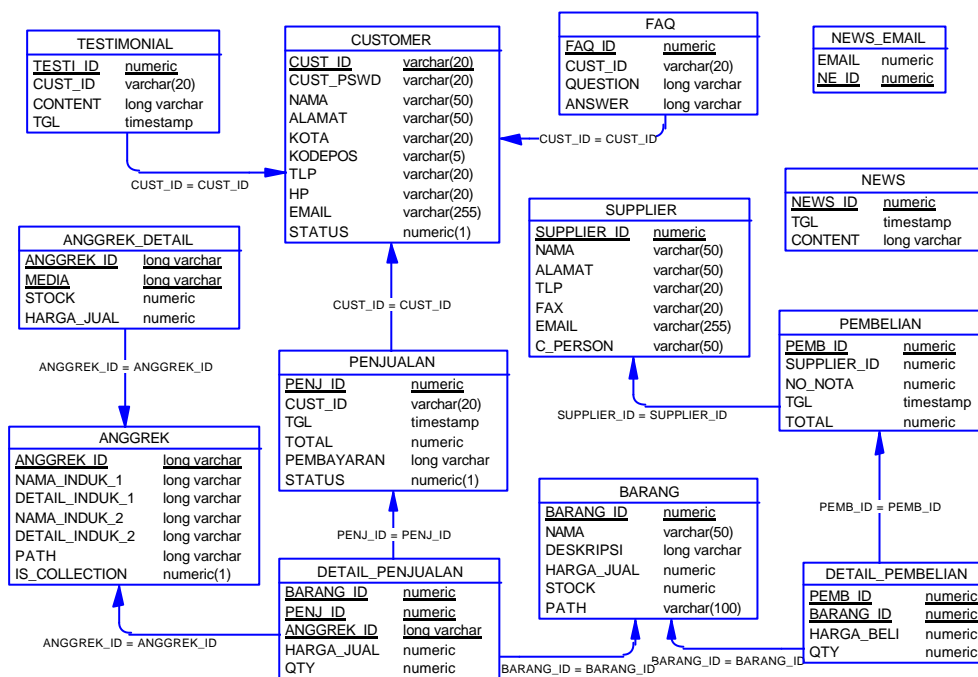 TESTIMONIAL
TESTI_ID numeric
CUST_ID varchar(20)
CONTENT long varchar
TGL timestamp
CUSTOMER
CUST_ID varchar(20)
CUST_PSWD varchar(20)
NAMA varchar(50)
ALAMAT varchar(50)
KOTA varchar(20)
KODEPOS varchar(5)
TLP varchar(20)
HP varchar(20)
EMAIL varchar(255)
STATUS numeric(1)
FAQ
FAQ_ID numeric
CUST_ID varchar(20)
QUESTION long varchar
ANSWER long varchar
NEWS_EMAIL
EMAIL numeric
NE_ID numeric
CUST_ID = CUST_ID
CUST_ID = CUST_ID
NEWS
NEWS_ID numeric
TGL timestamp
CONTENT long varchar
SUPPLIER
SUPPLIER_ID numeric
NAMA varchar(50)
ALAMAT varchar(50)
TLP varchar(20)
FAX varchar(20)
EMAIL varchar(255)
C_PERSON varchar(50)
ANGGREK_DETAIL
ANGGREK_ID long varchar
MEDIA long varchar
STOCK numeric
HARGA_JUAL numeric
CUST_ID = CUST_ID
PEMBELIAN
PEMB_ID numeric
SUPPLIER_ID numeric
NO_NOTA numeric
TGL timestamp
TOTAL numeric
ANGGREK_ID = ANGGREK_ID
PENJUALAN
PENJ_ID numeric
CUST_ID varchar(20)
TGL timestamp
TOTAL numeric
PEMBAYARAN long varchar
STATUS numeric(1)
SUPPLIER_ID = SUPPLIER_ID
ANGGREK
ANGGREK_ID long varchar
NAMA_INDUK_1 long varchar
DETAIL_INDUK_1 long varchar
NAMA_INDUK_2 long varchar
DETAIL_INDUK_2 long varchar
PATH long varchar
IS_COLLECTION numeric(1)
BARANG
BARANG_ID numeric
NAMA varchar(50)
DESKRIPSI long varchar
HARGA_JUAL numeric
STOCK numeric
PATH varchar(100)
PEMB_ID = PEMB_ID
PENJ_ID = PENJ_ID
DETAIL_PENJUALAN
BARANG_ID numeric
PENJ_ID numeric
ANGGREK_ID long varchar
HARGA_JUAL numeric
QTY numeric
DETAIL_PEMBELIAN
PEMB_ID numeric
BARANG_ID numeric
HARGA_BELI numeric
QTY numeric
ANGGREK_ID = ANGGREK_ID
BARANG_ID = BARANG_ID
BARANG_ID = BARANG_ID